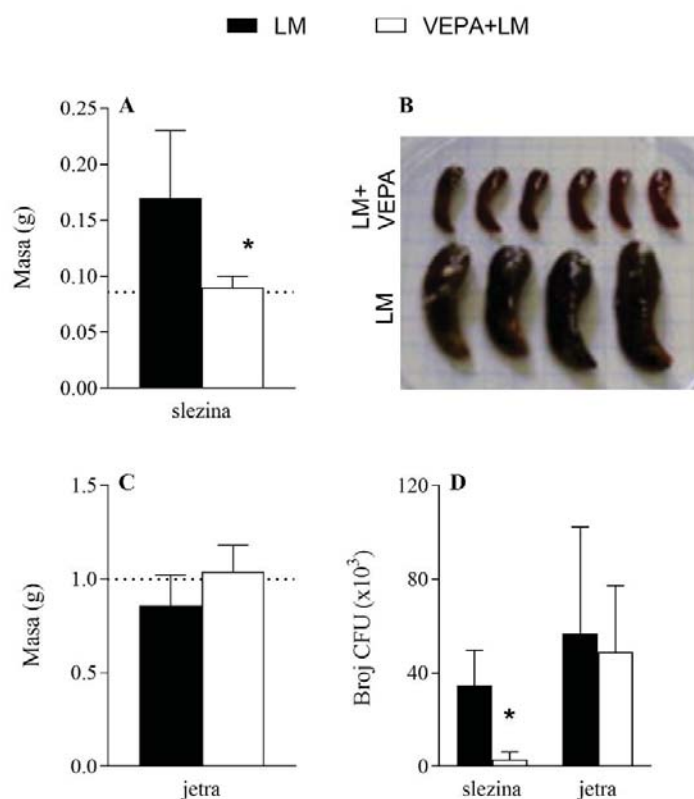 LM
VEPA+LM
A
Masa (g)
0.25
0.20
0.15
0.10
0.05
0.00
*
slezina
B
LM+
VEPA
LM
C
Masa (g)
1.5
1.0
0.5
0.0
jetra
D
Broj CFU (x10³)
120
80
40
0
*
slezina
jetra